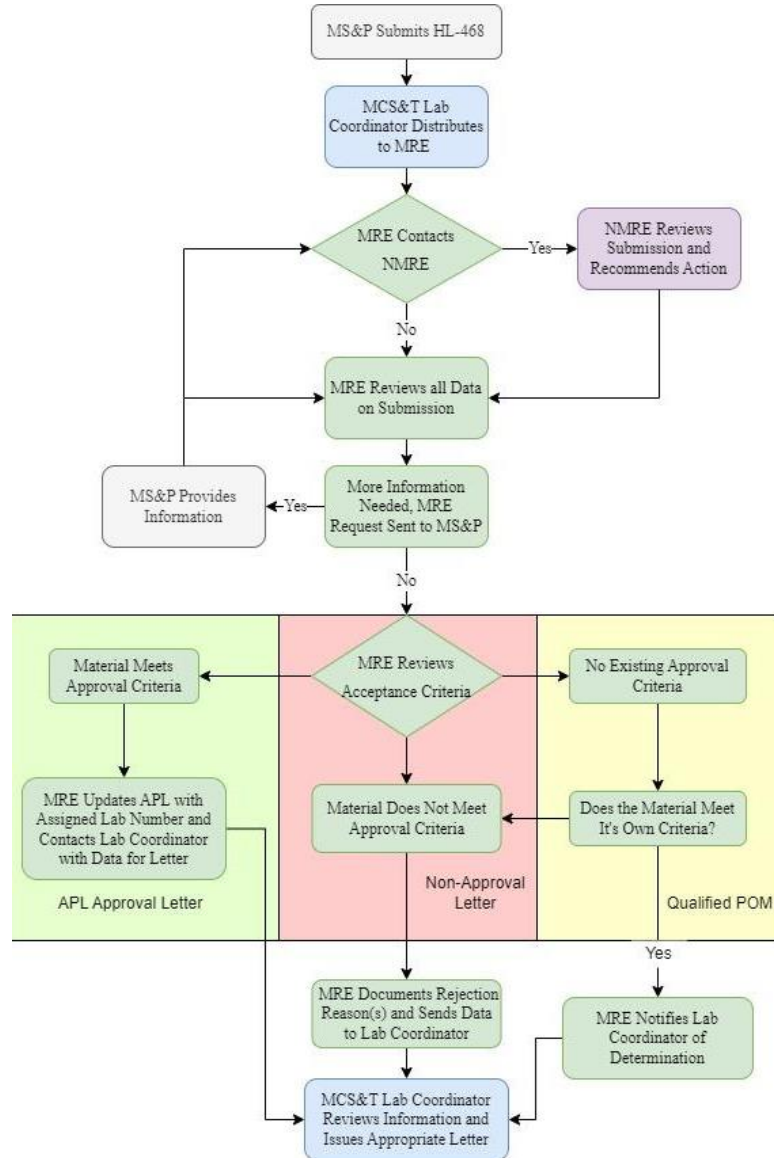 MS&P Submits HL-468
MCS&T Lab
Coordinator Distributes
to MRE
MRE Contacts
NMRE
Yes
NMRE Reviews
Submission and
Recommends Action
No
MRE Reviews all Data
on Submission
More Information
Needed, MRE
Request Sent to MS&P
Yes
MS&P Provides
Information
No
MRE Reviews
Acceptance Criteria
Material Meets
Approval Criteria
No Existing Approval
Criteria
MRE Updates APL with
Assigned Lab Number and
Contacts Lab Coordinator
with Data for Letter
Material Does Not Meet
Approval Criteria
Does the Material Meet
It's Own Criteria?
APL Approval Letter
Non-Approval
Letter
Qualified POM
Yes
MRE Documents Rejection
Reason(s) and Sends Data
to Lab Coordinator
MRE Notifies Lab
Coordinator of
Determination
MCS&T Lab Coordinator
Reviews Information and
Issues Appropriate Letter